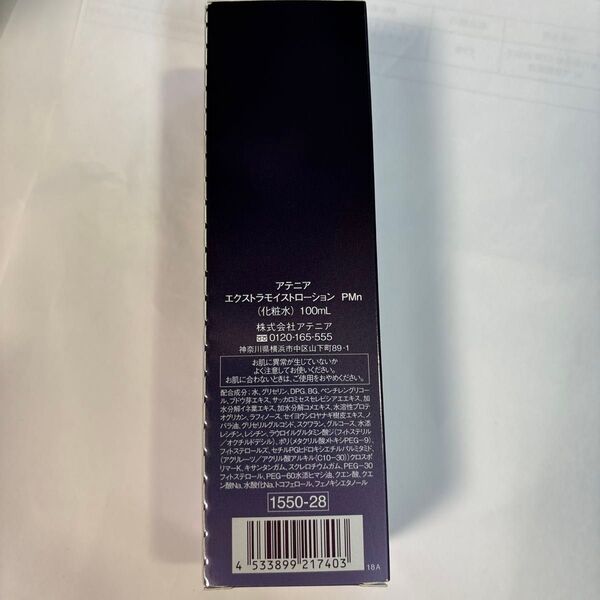 アテニア
エクストラモイストローション PMn
(化粧水) 100mL
株式会社アテニア
0120-165-555
神奈川県横浜市中区山下町89-1
お肌に異常が生じていないか
よく注意してお使いください。
お肌に合わないときは、ご使用をおやめください。
配合成分:水、グリセリン、DPG、BG、ペンチレングリコー
ル、ブドウ芽エキス、サッカロミセスセレビシアエエキス、加
水分解イネ葉エキス、加水分解コメエキス、水溶性プロテ
オグリカン、ラフィノース、セイヨウシロヤナギ樹皮エキス、ノ
バラ油、グリセリルグルコシド、スクワラン、グルコース、水添
レシチン、レシチン、ラウロイルグルタミン酸ジ(フィトステリル
/オクチルドデシル)、ポリ(メタクリル酸メトキシPEG-9)、
フィトステロールズ、セチルPGヒドロキシエチルパルミタミド、
(アクリレーツ/アクリル酸アルキル(C10-30))クロスポ
リマーK、キサンタンガム、スクレロチウムガム、PEG-30
フィトステロール、PEG-60水添ヒマシ油、クエン酸、クエ
ン酸Na、水酸化Na、トコフェロール、フェノキシエタノール
1550-28
4 533899 217403
18A